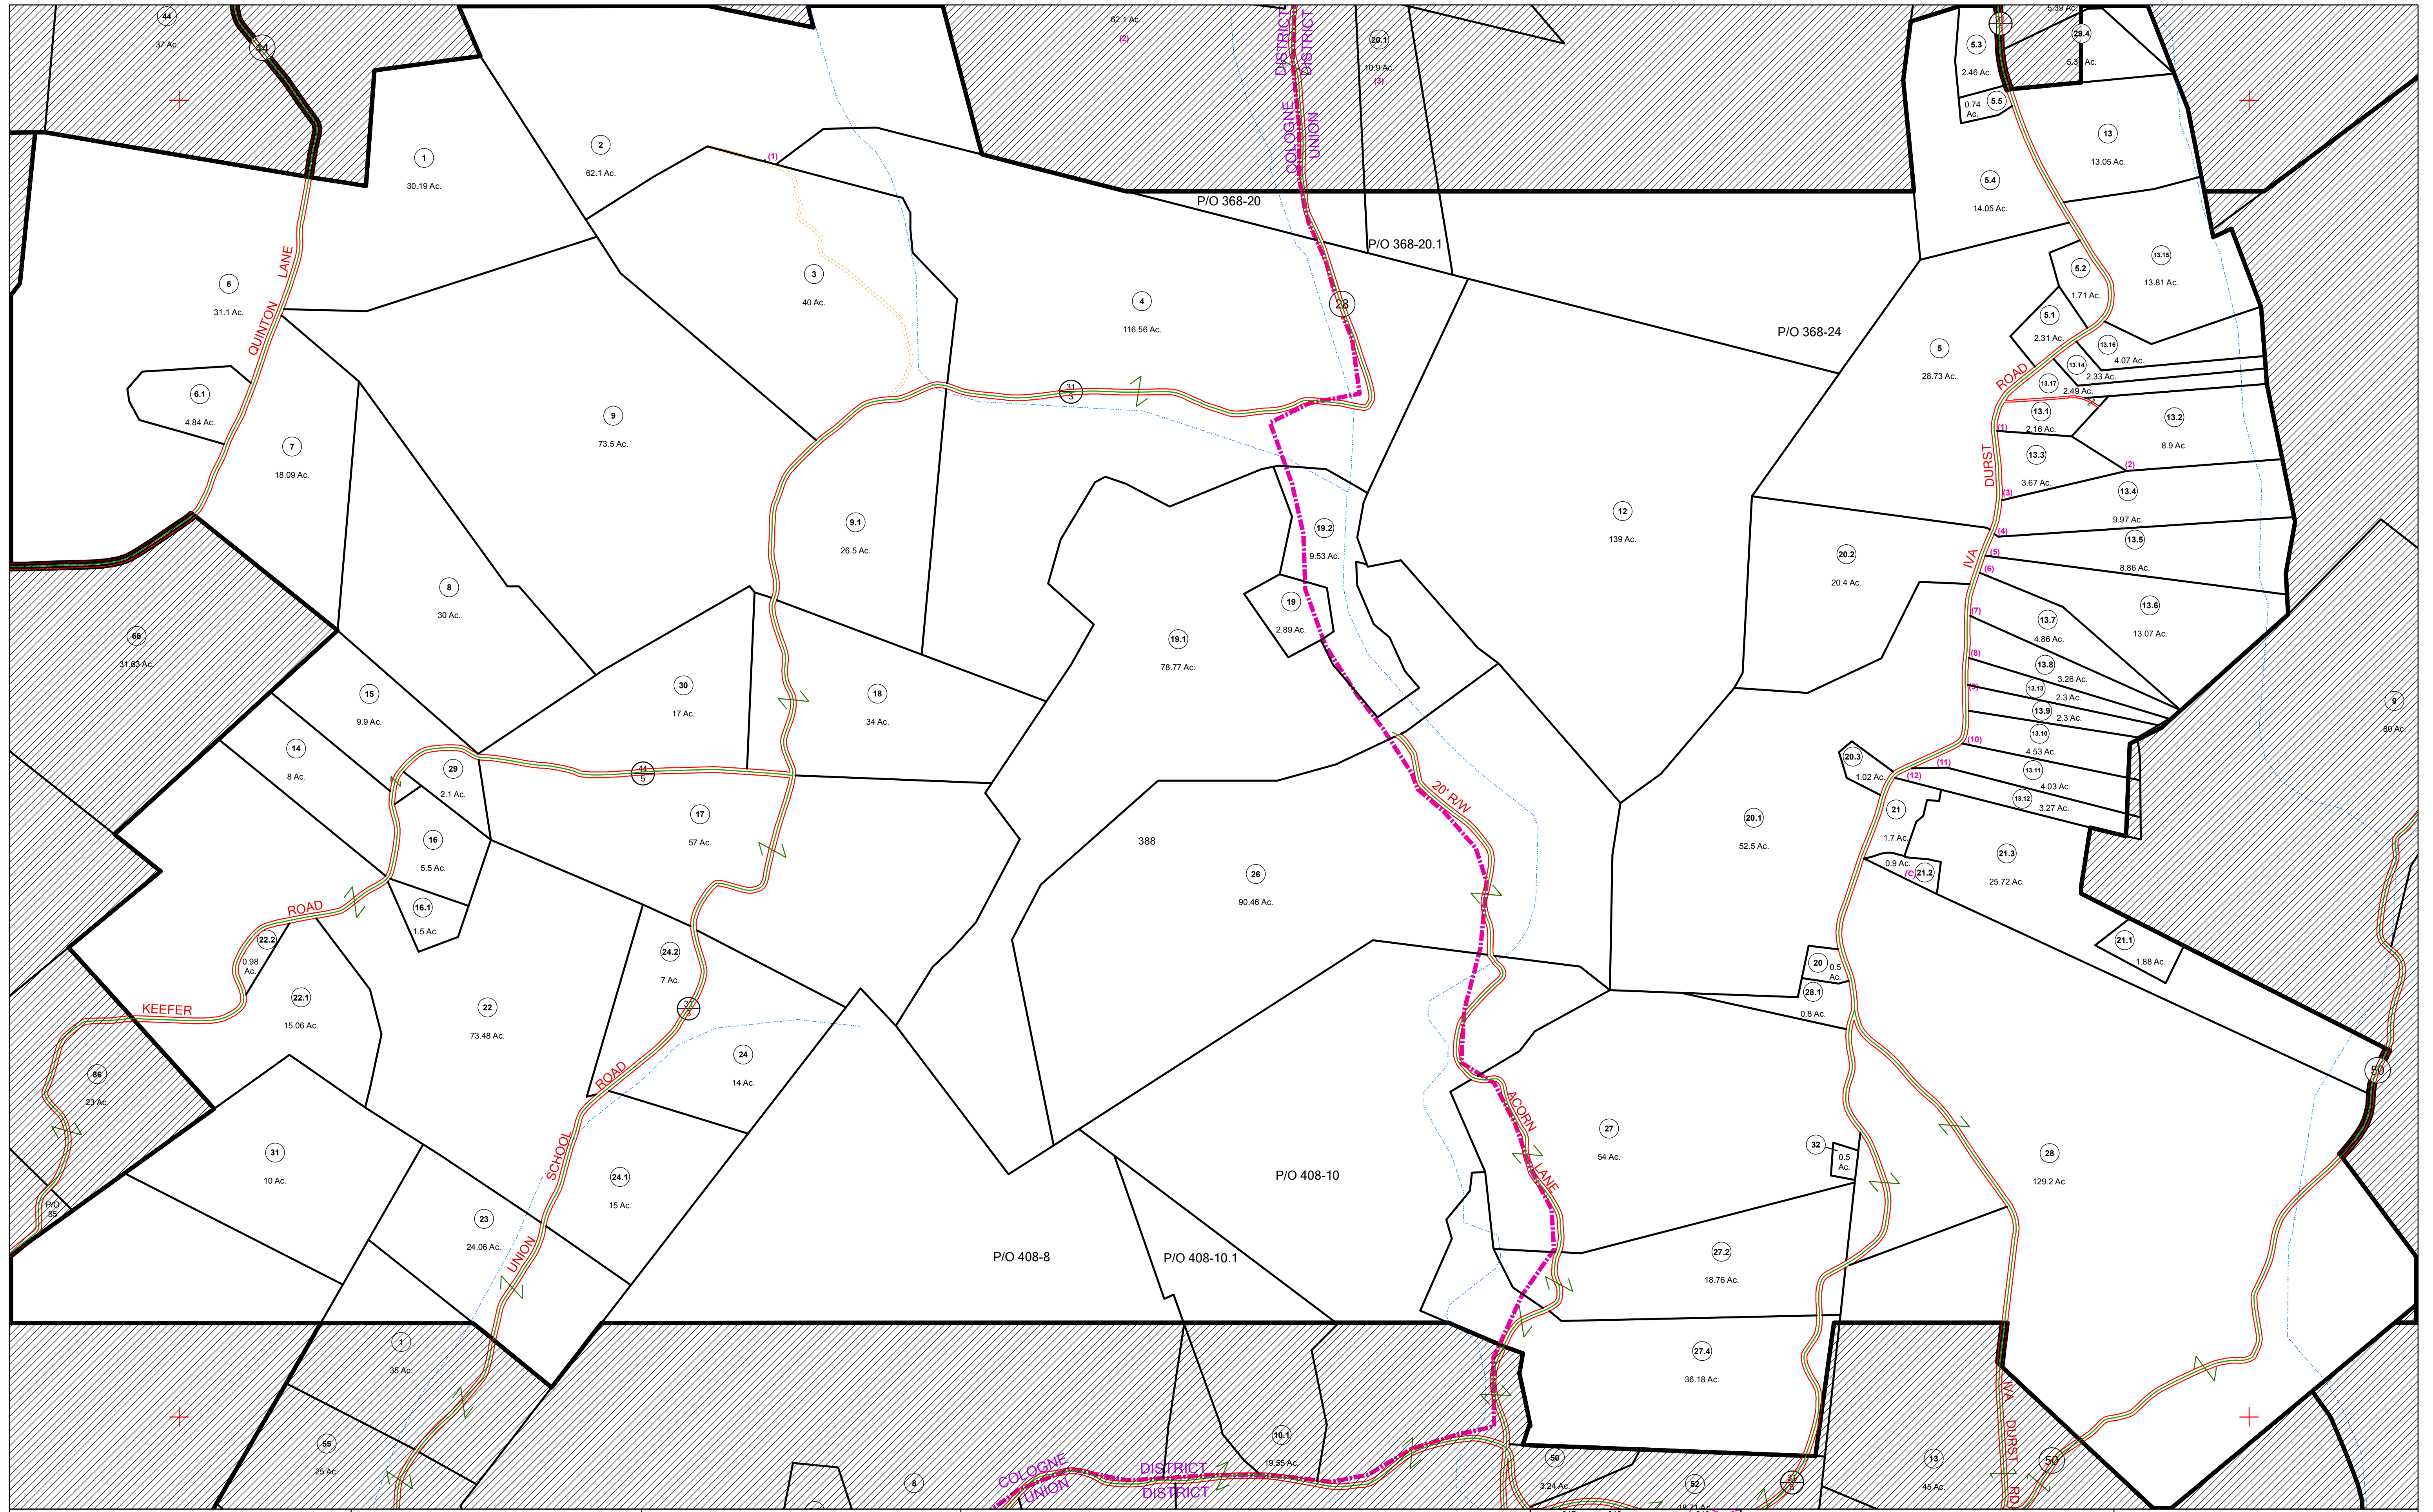 44
37 Ac.
44
62.1 Ac.
(2)
DISTRICT
DISTRICT
COLOGNE
UNION
20.1
10.9 Ac.
(3)
5.39 Ac.
5.3
2.46 Ac.
29.4
0.74
Ac.
5.5
1
30.19 Ac.
2
62.1 Ac.
(1)
13
13.05 Ac.
5.4
14.05 Ac.
P/O 368-20
P/O 368-20.1
6
31.1 Ac.
QUINTON
LANE
3
40 Ac.
4
116.56 Ac.
28
P/O 368-24
5.2
1.71 Ac.
13.15
13.81 Ac.
5.1
2.31 Ac.
5
28.73 Ac.
13.16
4.07 Ac.
13.14
2.33 Ac.
13.17
2.49 Ac.
ROAD
6.1
4.84 Ac.
31
3
9
73.5 Ac.
13.1
2.16 Ac.
13.2
8.9 Ac.
(1)
7
18.09 Ac.
DURST
13.3
3.67 Ac.
(2)
(3)
13.4
9.97 Ac.
9.1
26.5 Ac.
19.2
9.53 Ac.
12
139 Ac.
(4)
13.5
8.86 Ac.
(5)
IVA
20.2
20.4 Ac.
(6)
8
30 Ac.
19
2.89 Ac.
13.6
13.07 Ac.
(7)
13.7
4.86 Ac.
66
31.63 Ac.
19.1
78.77 Ac.
(8)
13.8
3.26 Ac.
15
9.9 Ac.
30
17 Ac.
18
34 Ac.
(9)
13.13
2.3 Ac.
13.9
2.3 Ac.
9
80 Ac.
14
8 Ac.
13.10
4.53 Ac.
(10)
29
2.1 Ac.
44
5
20.3
1.02 Ac.
(11)
13.11
4.03 Ac.
(12)
13.12
3.27 Ac.
20' R/W
17
57 Ac.
20.1
52.5 Ac.
21
1.7 Ac.
16
5.5 Ac.
388
26
90.46 Ac.
0.9 Ac.
(C)
21.2
21.3
25.72 Ac.
ROAD
16.1
1.5 Ac.
22.2
0.98
Ac.
24.2
7 Ac.
20
0.5
Ac.
21.1
1.88 Ac.
KEEFER
22.1
15.06 Ac.
22
73.48 Ac.
31
3
28.1
0.8 Ac.
24
14 Ac.
ROAD
86
23 Ac.
50
ACORN
LANE
27
54 Ac.
32
0.5
Ac.
28
129.2 Ac.
31
10 Ac.
SCHOOL
24.1
15 Ac.
P/O 408-10
P/O
85
23
24.06 Ac.
UNION
P/O 408-8
P/O 408-10.1
27.2
18.76 Ac.
1
35 Ac.
27.4
36.18 Ac.
IVA
DURST
RD
55
25 Ac.
10.1
19.55 Ac.
COLOGNE
UNION
DISTRICT
DISTRICT
8
50
3.24 Ac.
52
13
45 Ac.
50